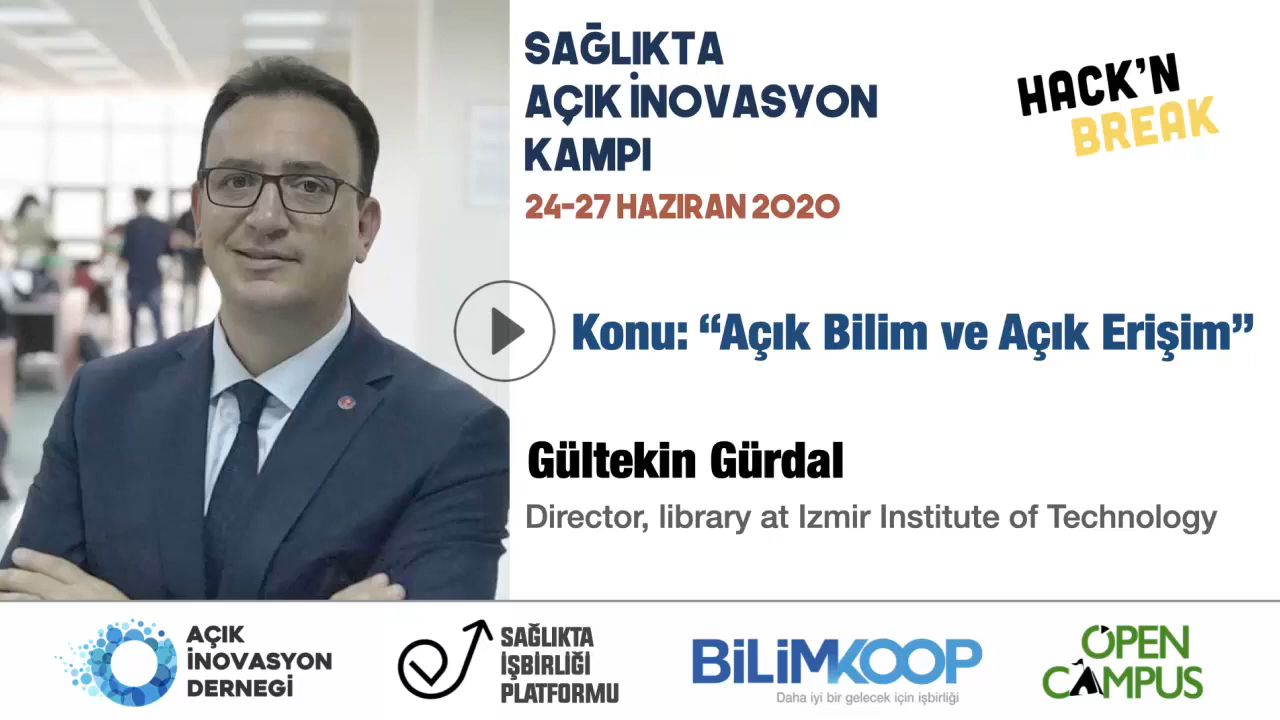 SAĞLIKTA
AÇIK İNOVASYON
KAMPI
24-27 HAZIRAN 2020
HACK'N
BREAK
Konu: “Açık Bilim ve Açık Erişim”
Gültekin Gürdal
Director, library at Izmir Institute of Technology
AÇIK
İNOVASYON
DERNEĞİ
SAĞLIKTA
İŞBİRLİĞİ
PLATFORMU
BİLİMKOOP
Daha iyi bir gelecek için işbirliği
OPEN
CAMPUS